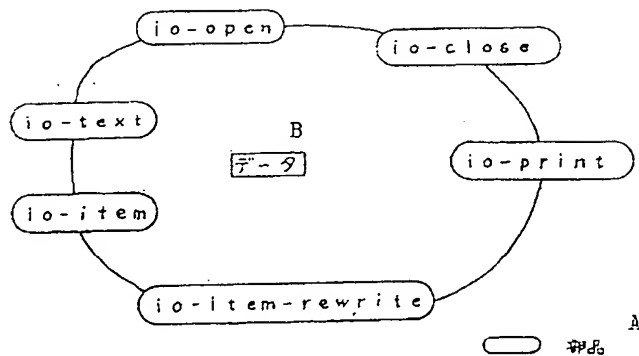 io-open
io-close
io-text
B
データ
io-print
io-item
io-item-rewrite
A
部品